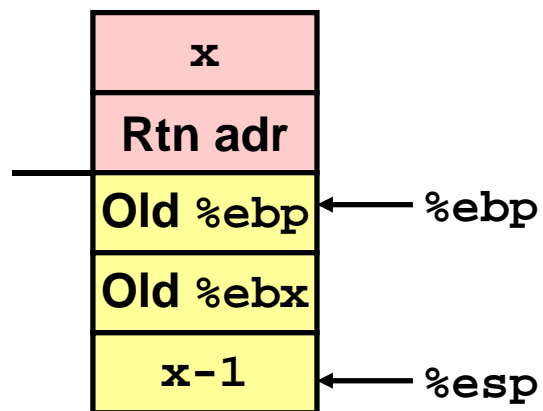 x
Rtn adr
Old %ebp
%ebp
Old %ebx
x-1
%esp